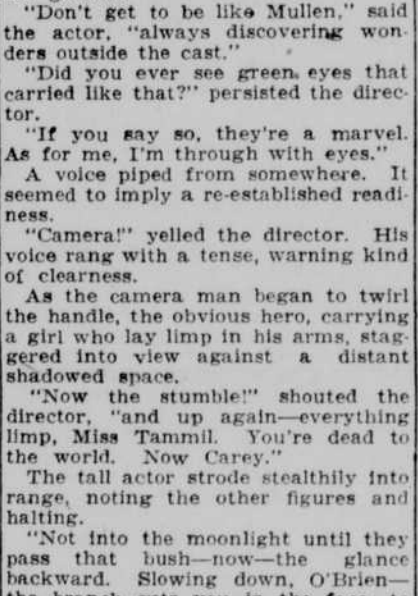 "Don't get to be like Mullen," said
the actor, "always discovering won-
ders outside the cast."
"Did you ever see green eyes that
carried like that?" persisted the direc-
tor.
"If you say so, they're a marvel.
As for me, I'm through with eyes."
A voice piped from somewhere. It
seemed to imply a re-established readi-
ness.
"Camera!" yelled the director. His
voice rang with a tense, warning kind
of clearness.
As the camera man began to twirl
the handle, the obvious hero, carrying
a girl who lay limp in his arms, stag-
gered into view against a distant
shadowed space.
"Now the stumble!" shouted the
director, "and up again—everything
limp, Miss Tammil. You're dead to
the world. Now Carey."
The tall actor strode stealthily into
range, noting the other figures and
halting.
"Not into the moonlight until they
pass that bush—now—the glance
backward. Slowing down, O'Brien—